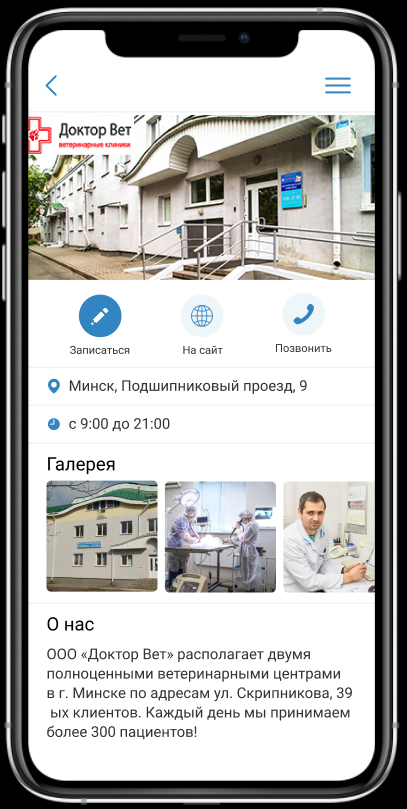 Доктор Вет
ветеринарные клиники
Записаться
На сайт
Позвонить
Минск, Подшипниковый проезд, 9
с 9:00 до 21:00
Галерея
О нас
ООО «Доктор Вет» располагает двумя
полноценными ветеринарными центрами
в г. Минске по адресам ул. Скрипникова, 39
ых клиентов. Каждый день мы принимаем
более 300 пациентов!